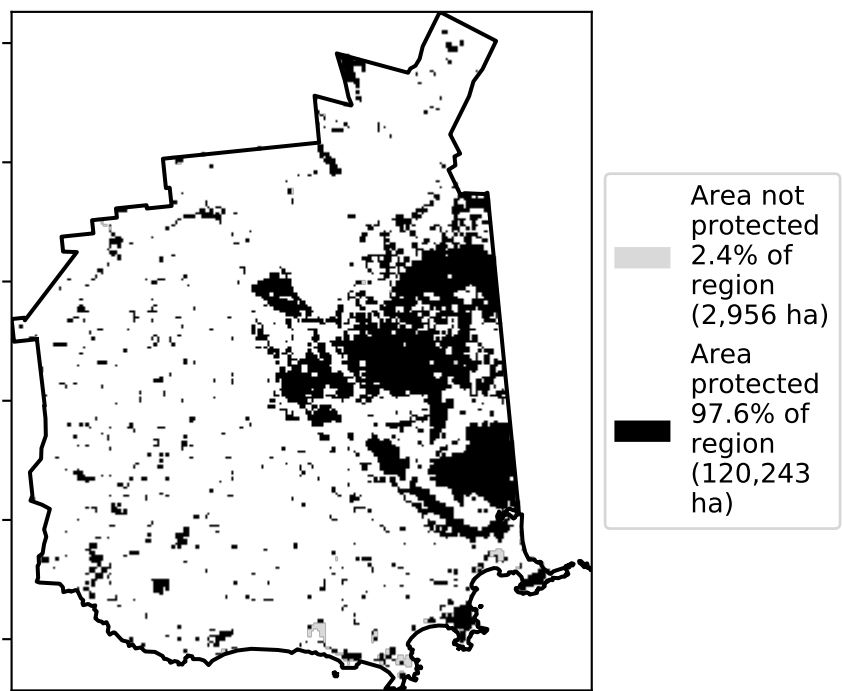 Area not
protected
2.4% of
region
(2,956 ha)
Area
protected
97.6% of
region
(120,243
ha)